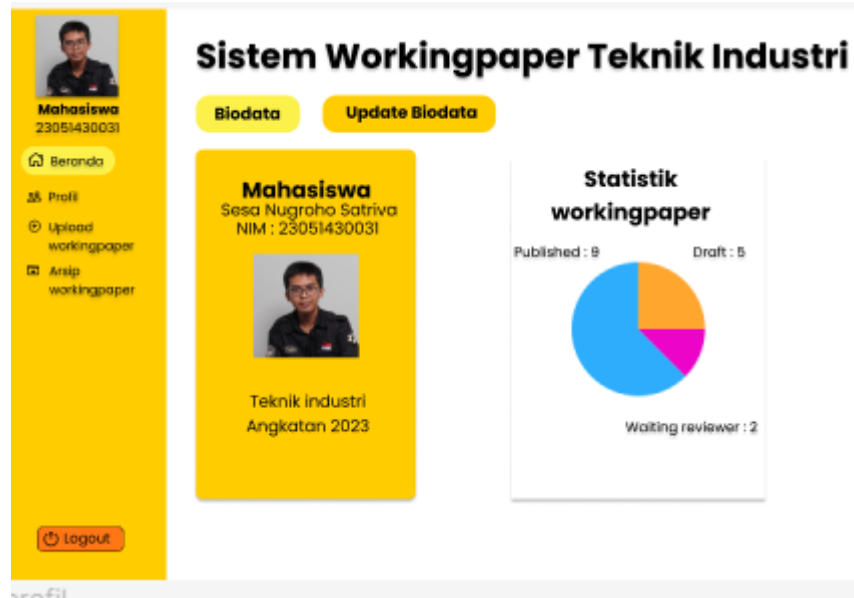 Sistem Workingpaper Teknik Industri
Mahasiswa
23051430031
Beranda
Profil
Upload
workingpaper
Arsip
workingpaper
Logout
Biodata
Update Biodata
Mahasiswa
Sesa Nugroho Satriva
NIM : 23051430031
Teknik industri
Angkatan 2023
Statistik
workingpaper
Published : 9
Draft : 5
Waiting reviewer : 2
profil